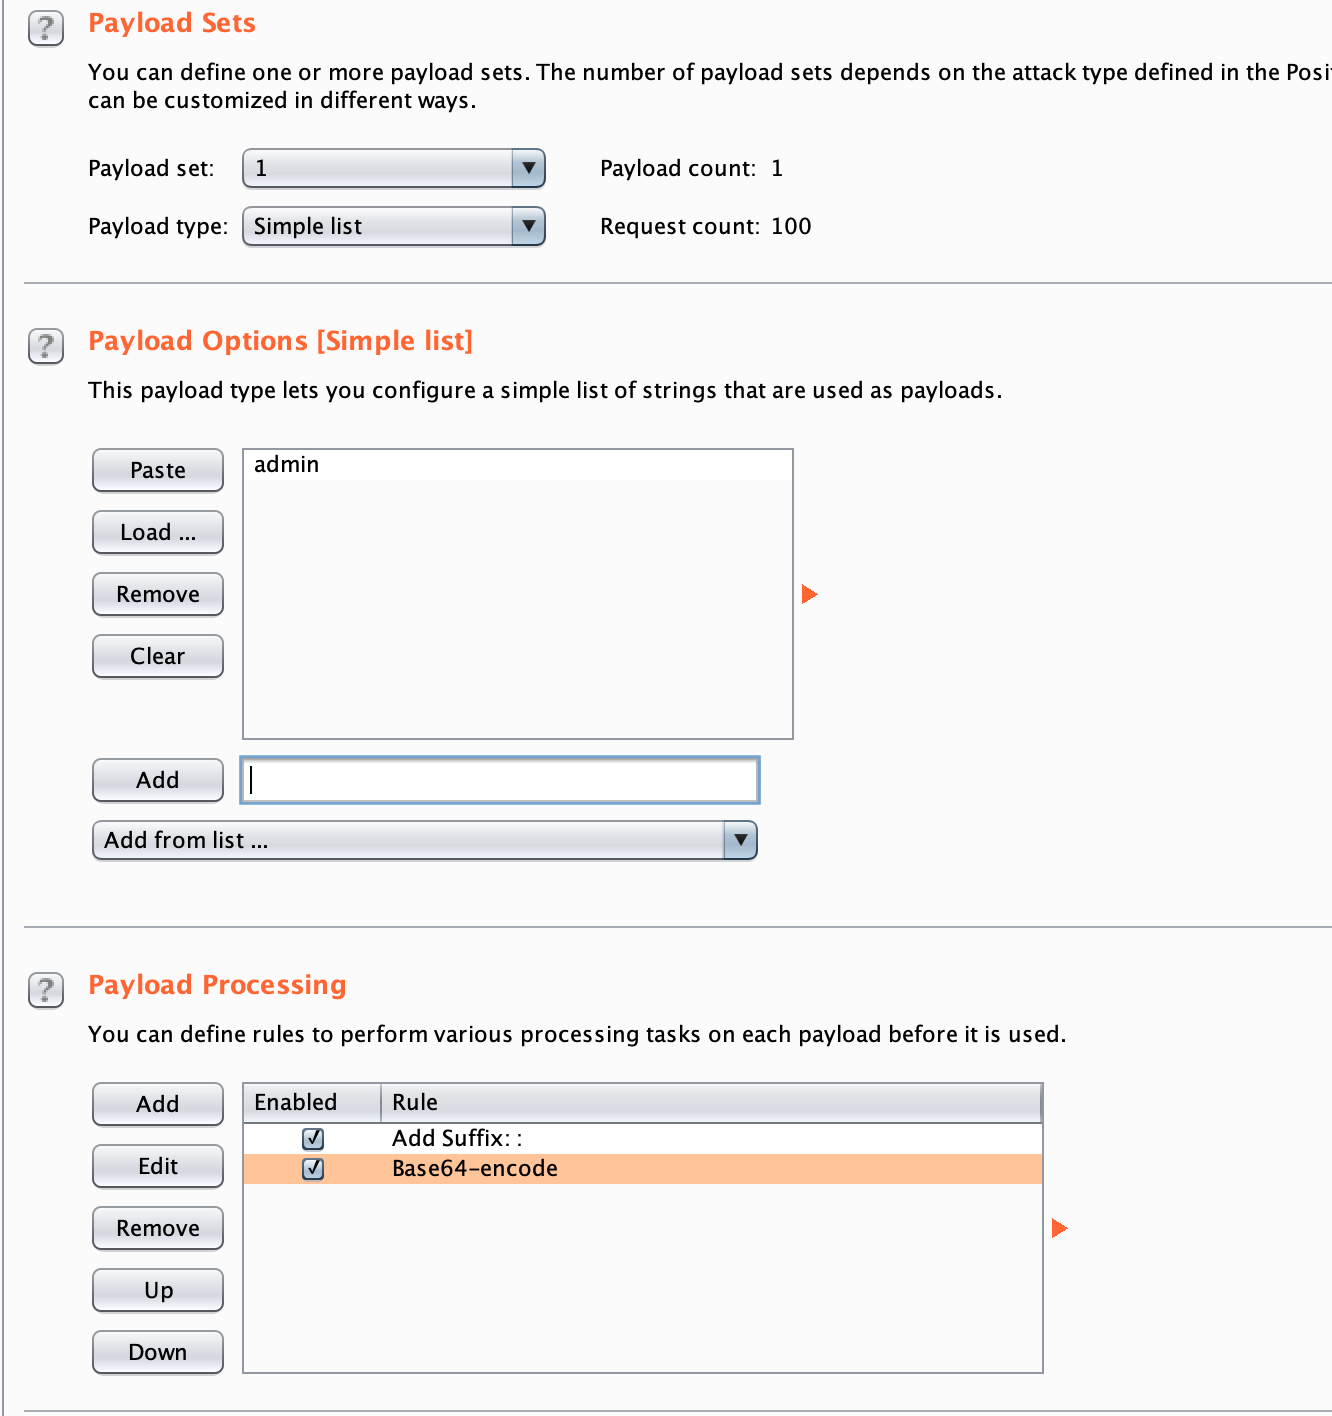 ? Payload Sets
You can define one or more payload sets. The number of payload sets depends on the attack type defined in the
can be customized in different ways.
Payload set: 1 Payload count: 1
Payload type: Simple list Request count: 100
? Payload Options [Simple list]
This payload type lets you configure a simple list of strings that are used as payloads.
Paste admin
Load ...
Remove
Clear
Add
Add from list ...
? Payload Processing
You can define rules to perform various processing tasks on each payload before it is used.
Add Enabled Rule
Add Suffix: :
Edit Base64-encode
Remove
Up
Down